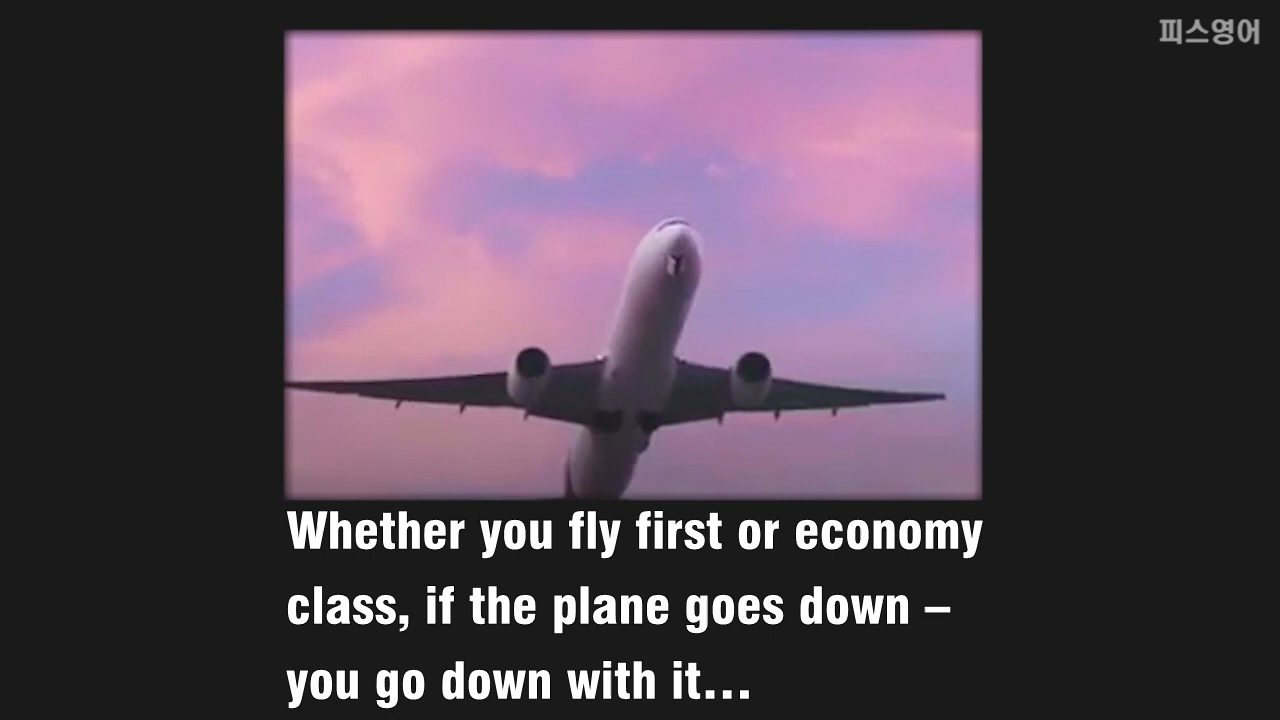 피스영어
Whether you fly first or economy
class, if the plane goes down –
you go down with it...